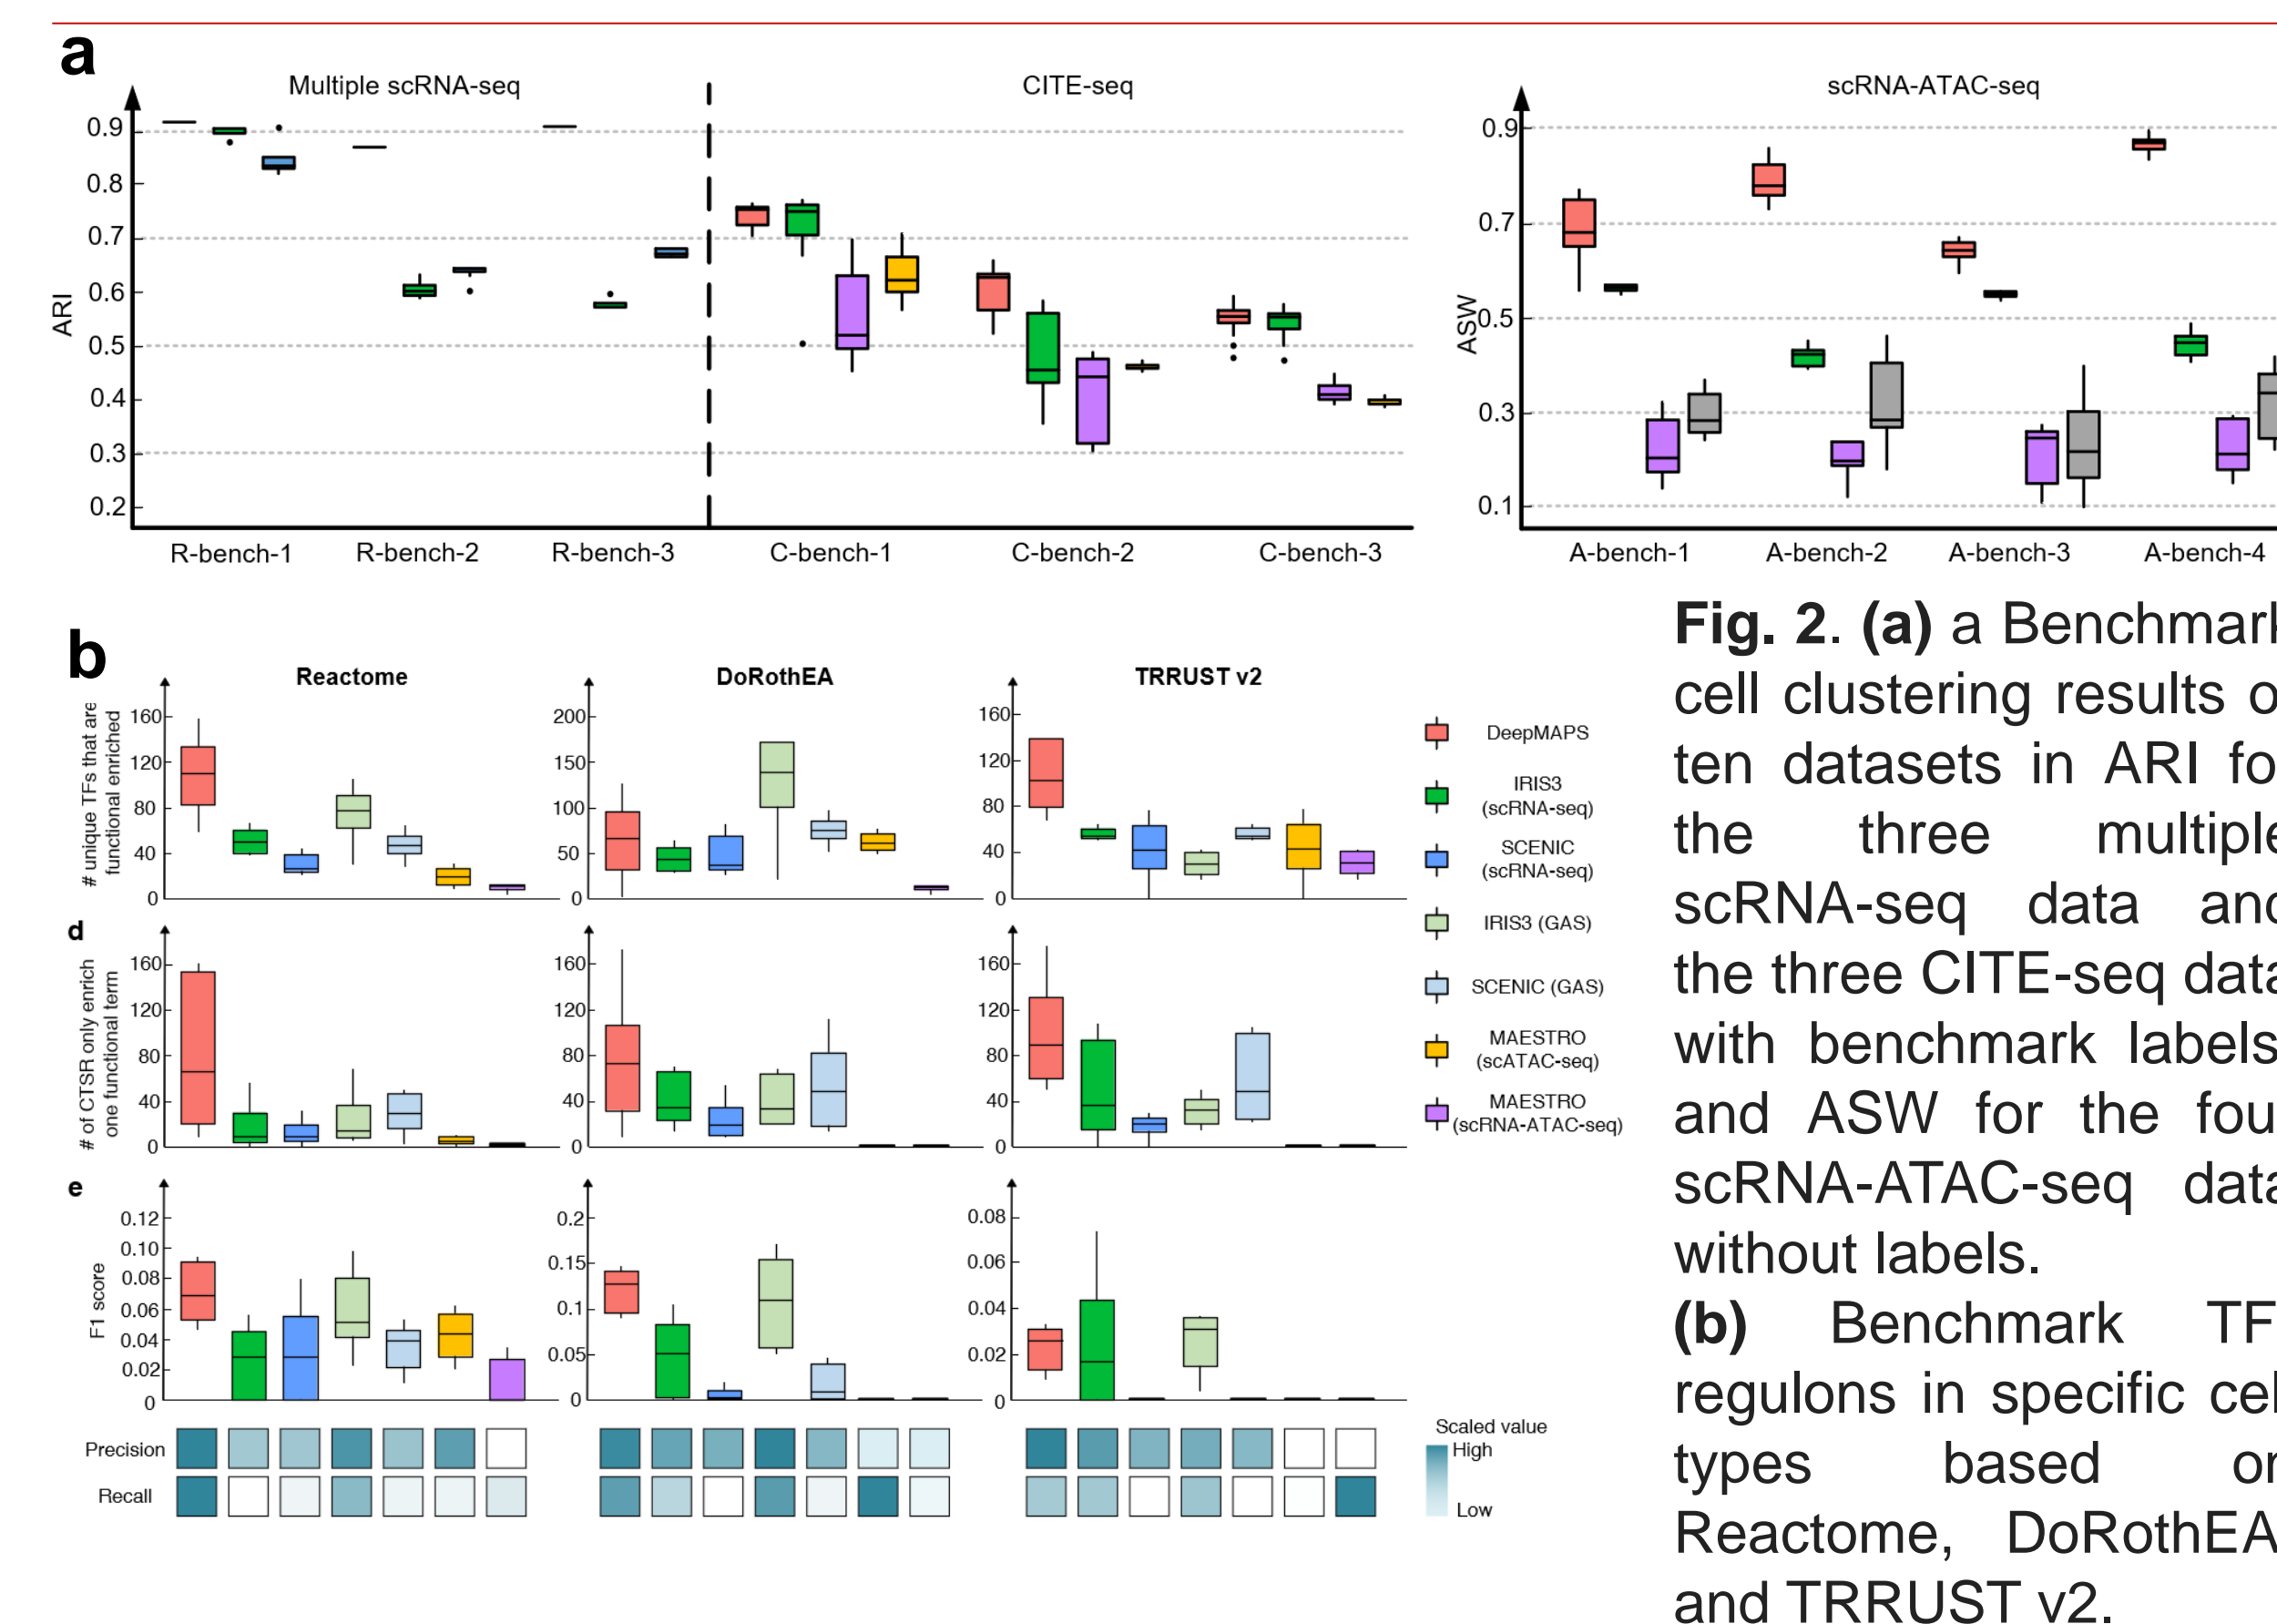 a
Multiple scRNA-seq
CITE-seq
scRNA-ATAC-seq
ARI
0.9
0.8
0.7
0.6
0.5
0.4
0.3
0.2
R-bench-1
R-bench-2
R-bench-3
C-bench-1
C-bench-2
C-bench-3
ASW
0.9
0.7
0.5
0.3
0.1
A-bench-1
A-bench-2
A-bench-3
A-bench-4
b
Reactome
DoRothEA
TRRUST v2
# unique TFs that are
functional enriched
160
120
80
40
0
200
150
100
50
0
160
120
80
40
0
d
# of CTSR only enrich
one functional term
160
120
80
40
0
160
120
80
40
0
160
120
80
40
0
e
F1 score
0.12
0.10
0.08
0.06
0.04
0.02
0
0.2
0.15
0.1
0.05
0
0.08
0.06
0.04
0.02
0
Precision
Recall
DeepMAPS
IRIS3
(scRNA-seq)
SCENIC
(scRNA-seq)
IRIS3 (GAS)
SCENIC (GAS)
MAESTRO
(scATAC-seq)
MAESTRO
(scRNA-ATAC-seq)
Scaled value
High
Low
Fig. 2. (a) a Benchmark
cell clustering results
ten datasets in ARI
the three multiple
scRNA-seq data and
the three CITE-seq data
with benchmark labels
and ASW for the
scRNA-ATAC-seq data
without labels.
(b) Benchmark TF
regulons in specific
types based
Reactome, DoRothEA
and TRRUST v2.